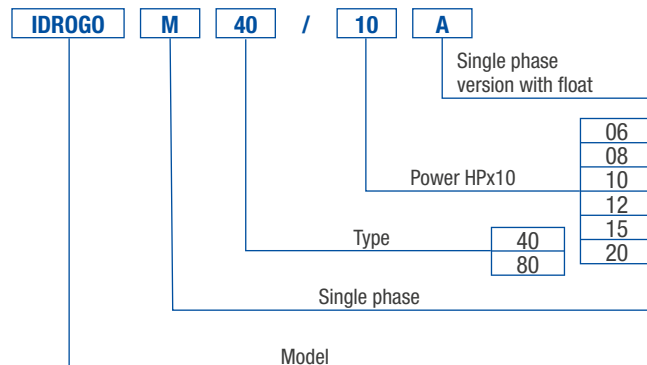 IDROGO M 40 / 10 A
Single phase
version with float
06
08
Power HPx10 10
12
Type 40 15
80 20
Single phase
Model